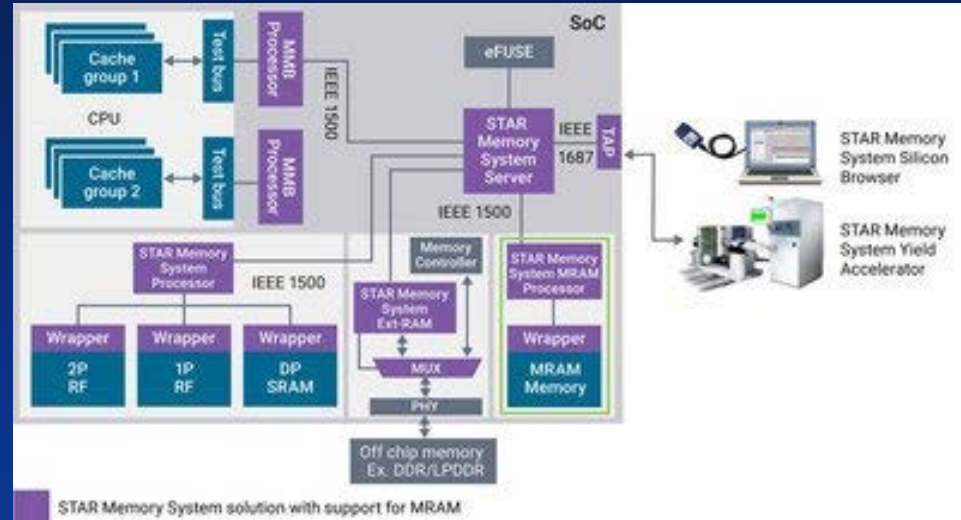 SoC
Cache
group 1
Test bus
MMB
Processor
IEEE 1500
eFUSE
CPU
STAR
Memory
System
Server
IEEE
1687
TAP
STAR Memory
System Silicon
Browser
Cache
group 2
Test bus
MMB
Processor
IEEE 1500
STAR Memory
System Yield
Accelerator
STAR Memory
System
Processor
IEEE 1500
Memory
Controller
STAR Memory
System MRAM
Processor
STAR Memory
System
Ext-RAM
Wrapper
2P
RF
Wrapper
1P
RF
Wrapper
DP
SRAM
MUX
PHY
Wrapper
MRAM
Memory
Off chip memory
Ex. DDR/LPDDR
STAR Memory System solution with support for MRAM